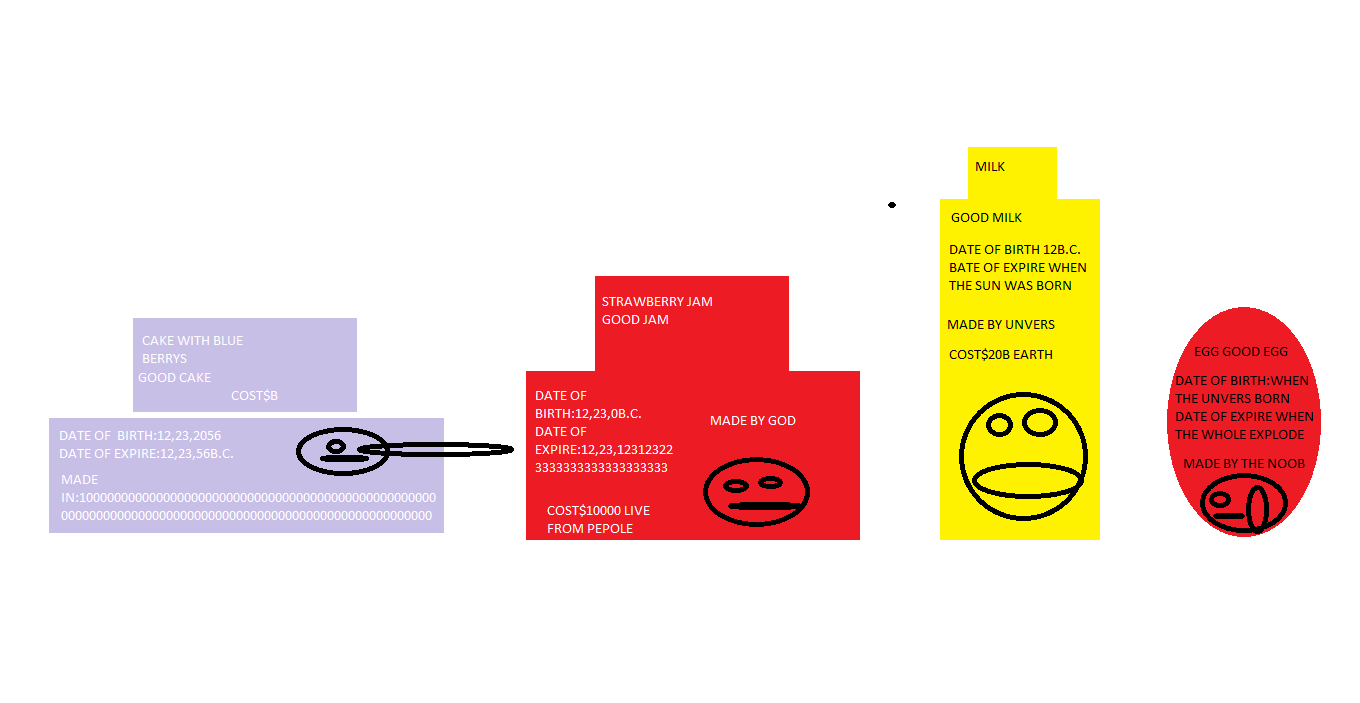 CAKE WITH BLUE
BERRYS
GOOD CAKE
COST$B
DATE OF  BIRTH:12,23,2056
DATE OF EXPIRE:12,23,56B.C.
MADE
IN:10000000000000000000000000000000000000000000000000
00000000000000000000000000000000000000000000000000000
STRAWBERRY JAM
GOOD JAM
DATE OF
BIRTH:12,23,0B.C.
DATE OF
EXPIRE:12,23,12312322
3333333333333333333
MADE BY GOD
COST$10000 LIVE
FROM PEPOLE
MILK
GOOD MILK
DATE OF BIRTH 12B.C.
BATE OF EXPIRE WHEN
THE SUN WAS BORN
MADE BY UNVERS
COST$20B EARTH
EGG GOOD EGG
DATE OF BIRTH:WHEN
THE UNVERS BORN
DATE OF EXPIRE WHEN
THE WHOLE EXPLODE
MADE BY THE NOOB